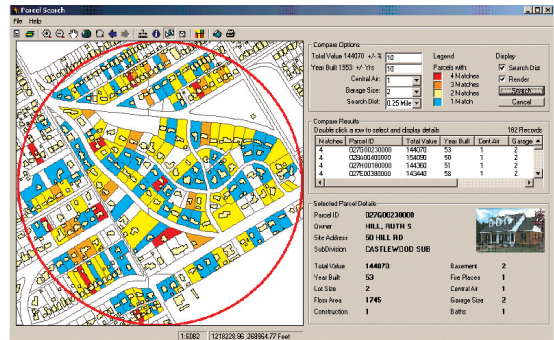 Parcel Search
File Help
Compare Options
Total Value 144070 +/- % 10
Year Built 1953 +/- Yrs 10
Central Air:
Garage Size: 2
Search Dist: 0.25 Mile
Legend
Parcels with:
4 Matches
3 Matches
2 Matches
1 Match
Display
Search Dist
Render
Search
Cancel
Compare Results
Double click a row to select and display details 182 Records
Matches Parcel ID Total Value Year Built Cent Air Garage
4 027G00230000 144070 53 1 2
4 028A00400000 154090 50 1 2
4 027H00180000 144360 51 1 2
4 027E00380000 143440 58 1 2
Selected Parcel Details
Parcel ID 027G00230000
Owner HILL, RUTH S
Site Address 50 HILL RD
SubDivision CASTLEWOOD SUB
Total Value 144070 Basement 2
Year Built 53 Fire Places 1
Lot Size 2 Central Air 1
Floor Area 1745 Garage Size 2
Construction 1 Baths 1
1:6082 1218228.96 268964.77 Feet